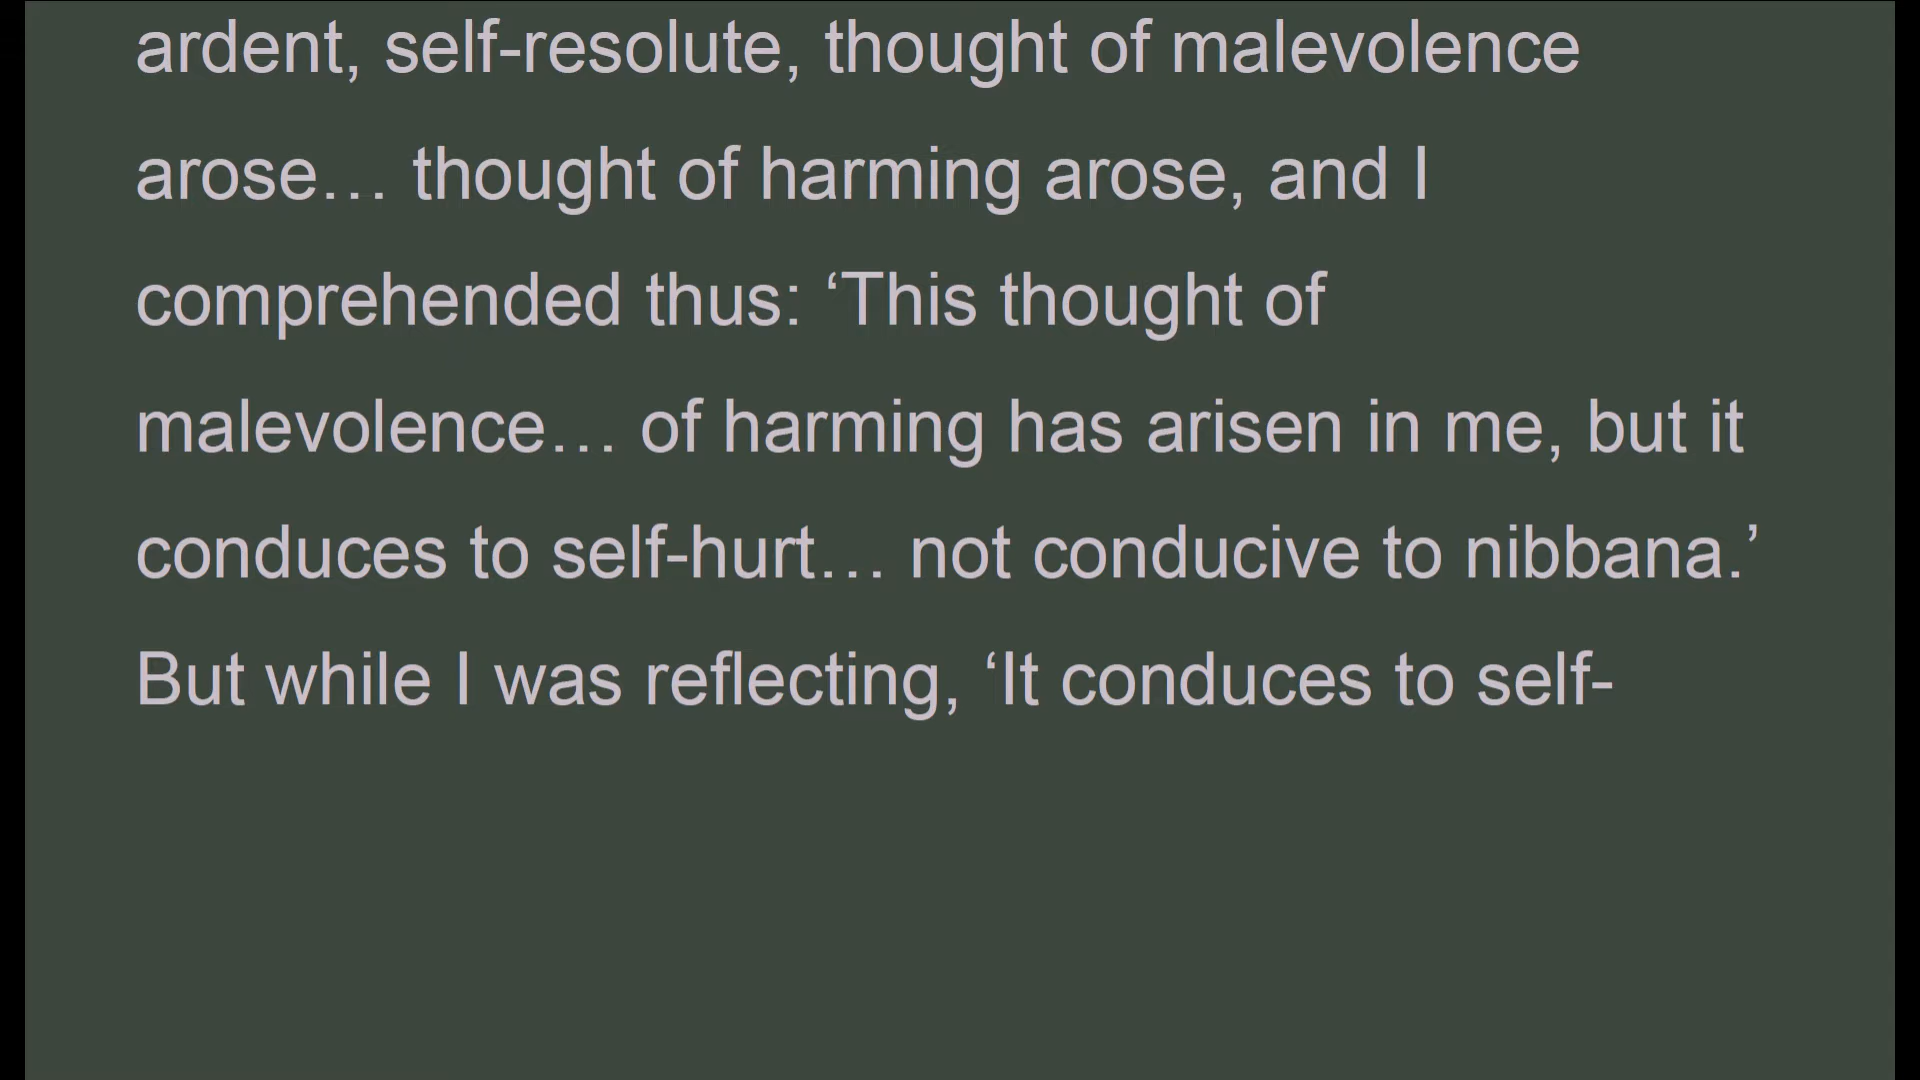 ardent, self-resolute, thought of malevolence
arose… thought of harming arose, and I
comprehended thus: ‘This thought of
malevolence… of harming has arisen in me, but it
conduces to self-hurt… not conducive to nibbana.’
But while I was reflecting, ‘It conduces to self-